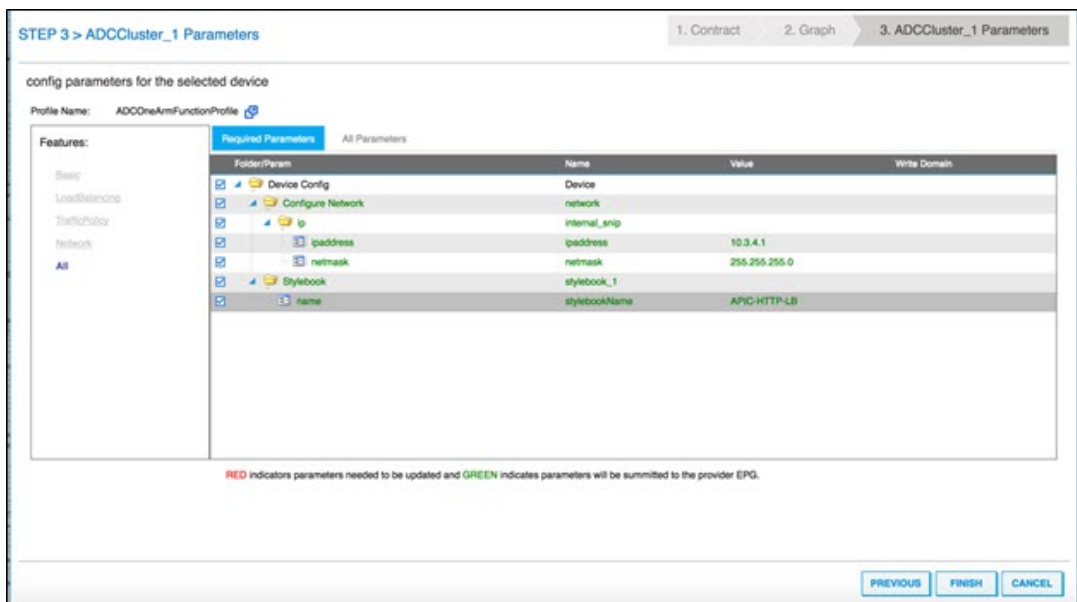 STEP 3 > ADCCluster_1 Parameters
1. Contract 2. Graph 3. ADCCluster_1 Parameters
config parameters for the selected device
Profile Name: ADCOneArmFunctionProfile
Features:
Basic
LoadBalancing
TrafficPolicy
Network
All
Required Parameters All Parameters
Folder/Param Name Value Write Domain
Device Config Device
Configure Network network
ip internal_snip
ipaddress ipaddress 10.3.4.1
netmask netmask 255.255.255.0
Stylebook stylebook_1
name stylebookName APIC-HTTP-LB
RED indicators parameters needed to be updated and GREEN indicates parameters will be summitted to the provider EPG.
PREVIOUS FINISH CANCEL